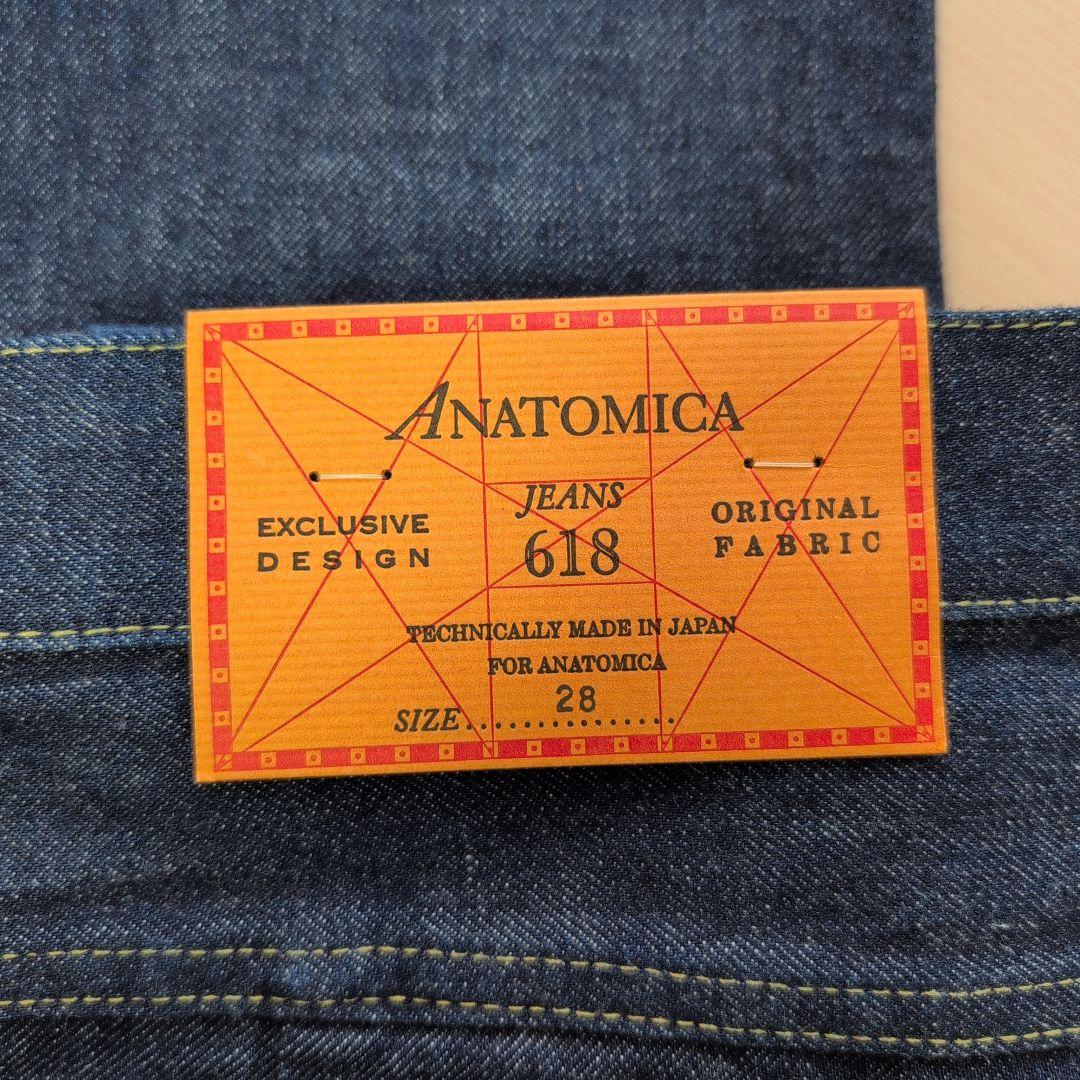 ANATOMICA
JEANS
618
EXCLUSIVE
DESIGN
ORIGINAL
FABRIC
TECHNICALLY MADE IN JAPAN
FOR ANATOMICA
28
SIZE...............